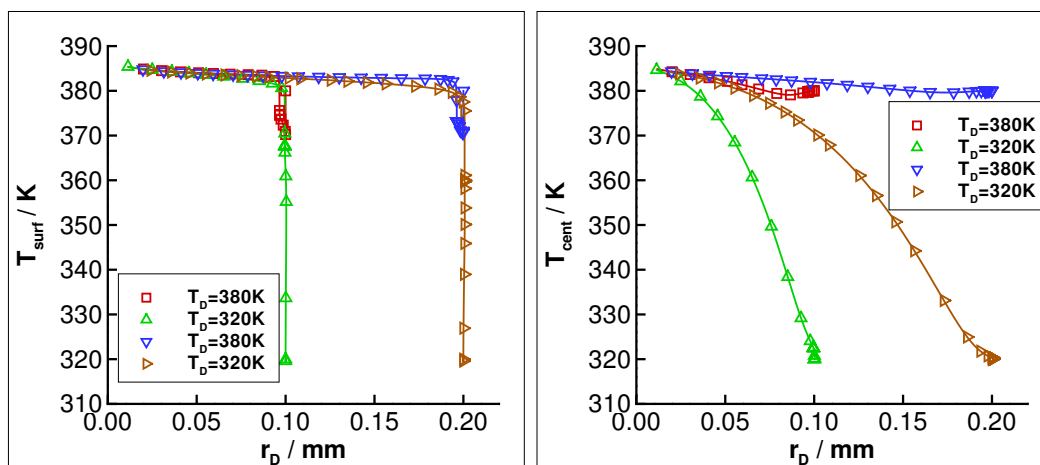 390
380
370
360
350
340
330
320
310
T_surf / K
0.00
0.05
0.10
0.15
0.20
r_D / mm
T_D=380K
T_D=320K
T_D=380K
T_D=320K
390
380
370
360
350
340
330
320
310
T_cent / K
0.00
0.05
0.10
0.15
0.20
r_D / mm
T_D=380K
T_D=320K
T_D=380K
T_D=320K